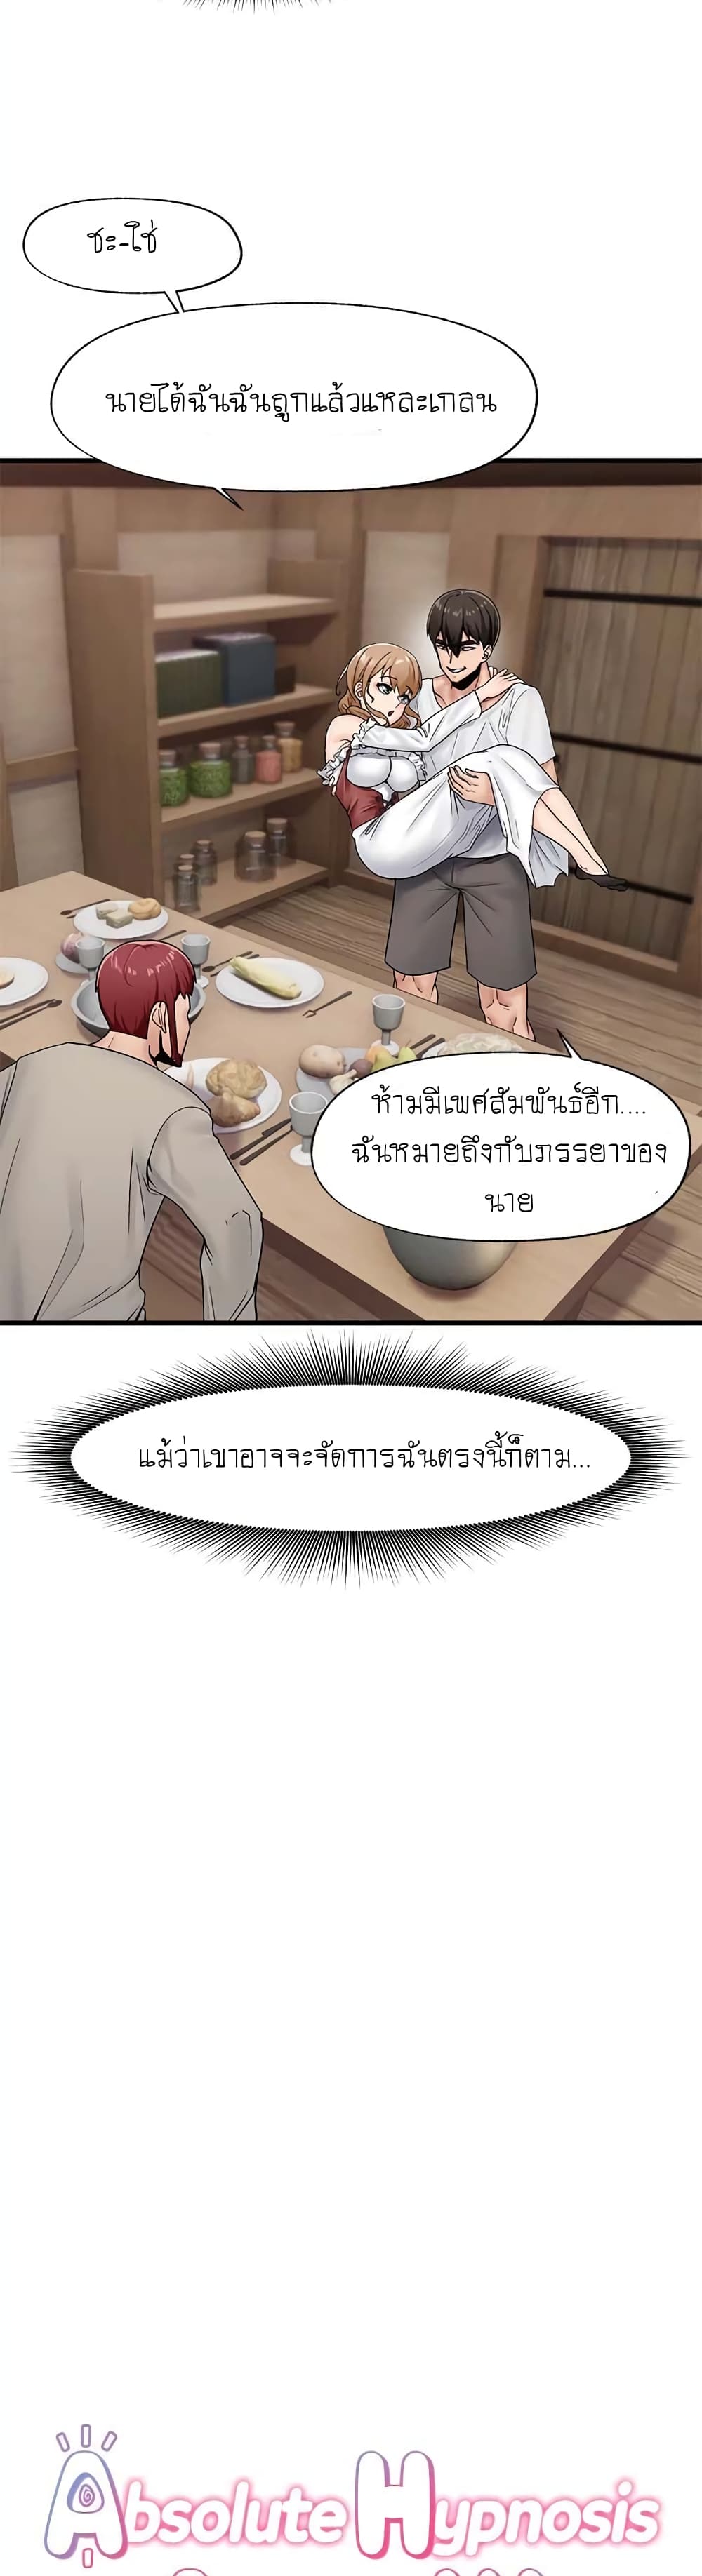 ชะ-ใช่
นายได้ฉันฉันถูกแล้วแหละเกลน
ห้ามมีเพศสัมพันธ์อีก....
ฉันหมายถึงกับภรรยาของ
นาย
แม้ว่าเขาอาจจะจัดการฉันตรงนี้ก็ตาม...
Absolute Hypnosis